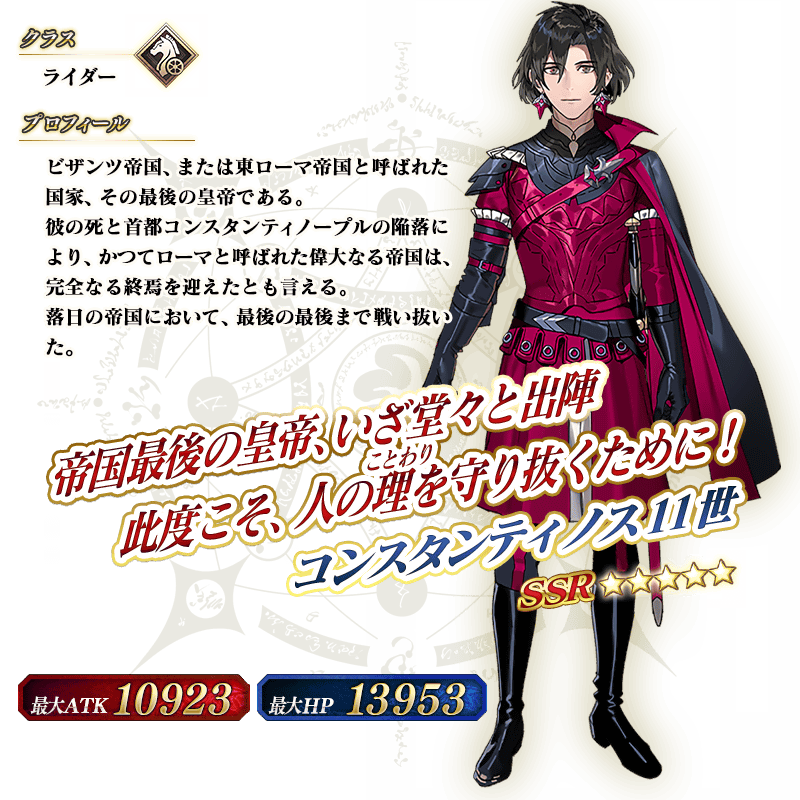 クラス
ライダー
プロフィール
ビザンツ帝国、または東ローマ帝国と呼ばれた
国家、その最後の皇帝である。
彼の死と首都コンスタンティノープルの陥落に
より、かつてローマと呼ばれた偉大なる帝国は、
完全なる終焉を迎えたとも言える。
落日の帝国において、最後の最後まで戦い抜い
た。
帝国最後の皇帝、いざ堂々と出陣
ことわり
此度こそ、人の理を守り抜くために！
コンスタンティノス11世
SSR ☆☆☆☆☆
最大ATK 10923
最大HP 13953